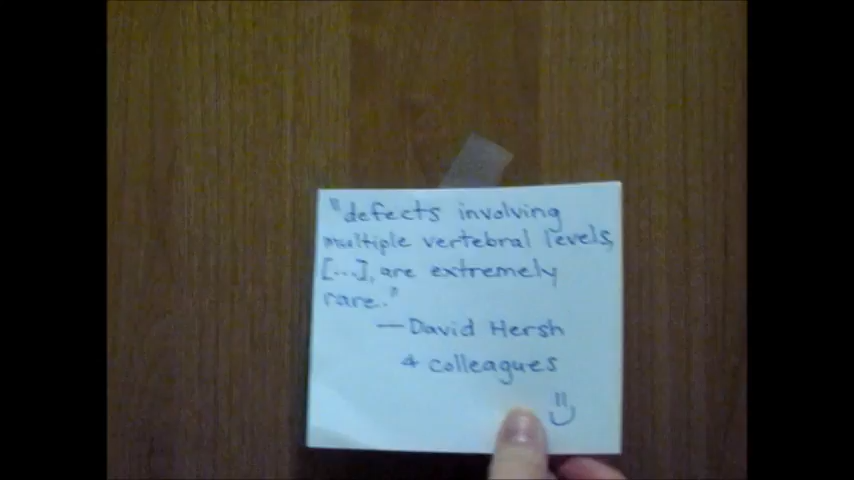 "defects involving
multiple vertebral levels,
[...], are extremely
rare."
—David Hersh
& colleagues